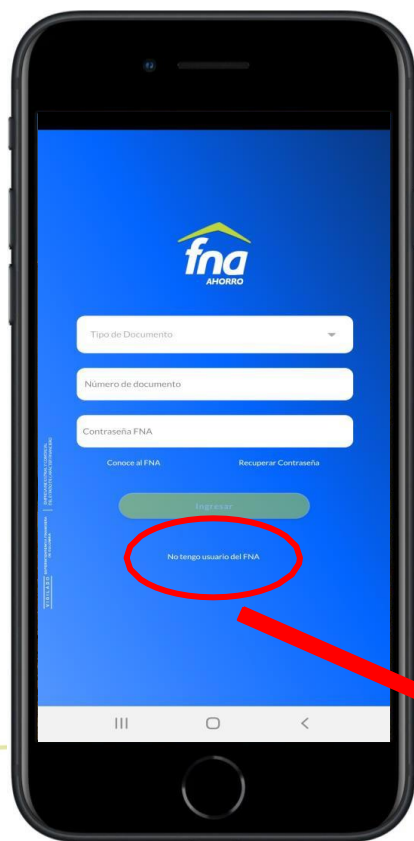 fna
AHORRO
Tipo de Documento
Número de documento
Contraseña FNA
Conoce al FNA
Recuperar Contraseña
Ingresar
No tengo usuario del FNA
VIGILADO